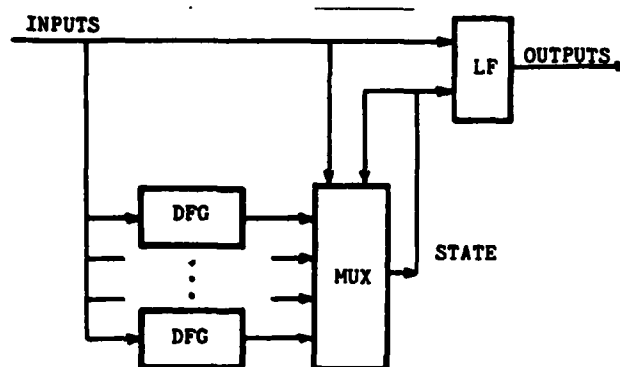 INPUTS
LF
OUTPUTS
DFG
STATE
MUX
DFG